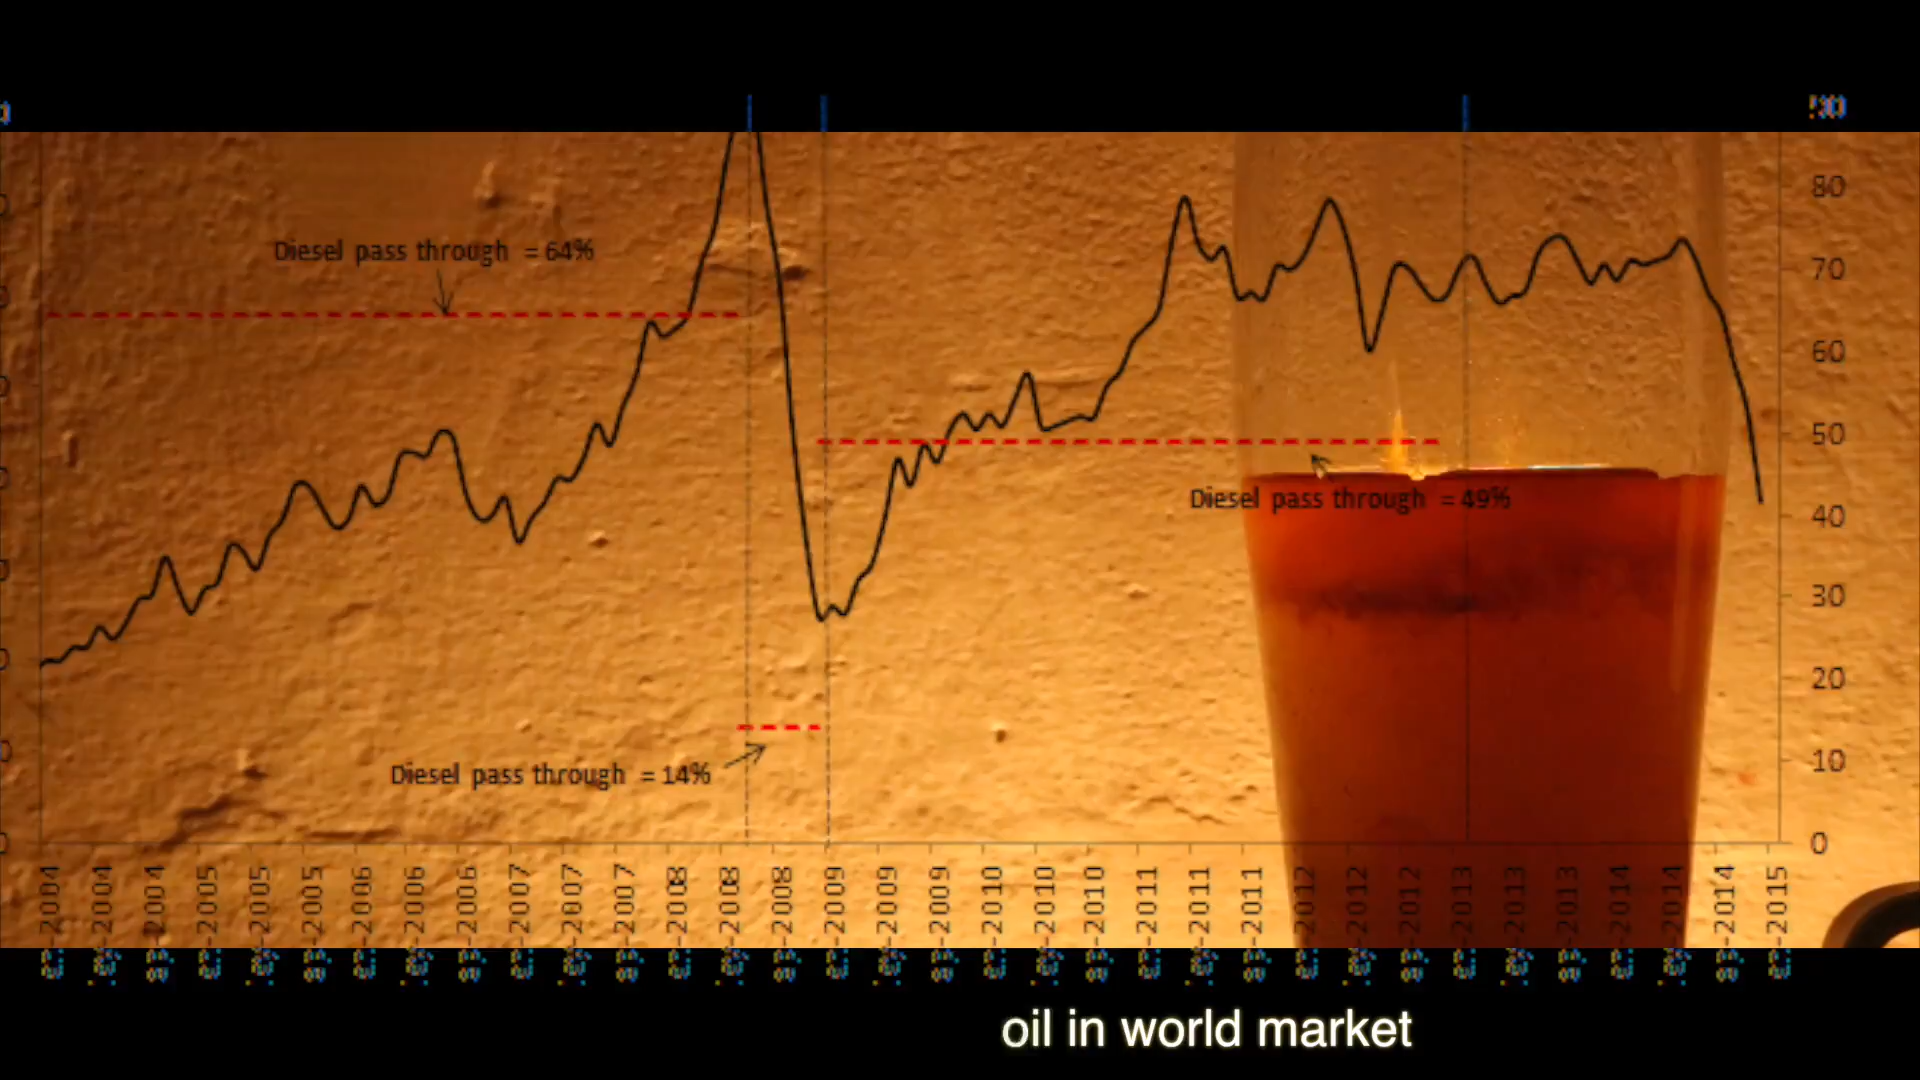 80
Diesel pass through = 64%
70
60
50
Diesel pass through = 49%
40
30
20
10
Diesel pass through = 14%
0
2004 2004 2004 2005 2005 2005 2006 2006 2006 2007 2007 2007 2008 2008 2008 2009 2009 2009 2010 2010 2010 2011 2011 2011 2012 2012 2012 2013 2013 2013 2014 2014 2014 2015
oil in world market